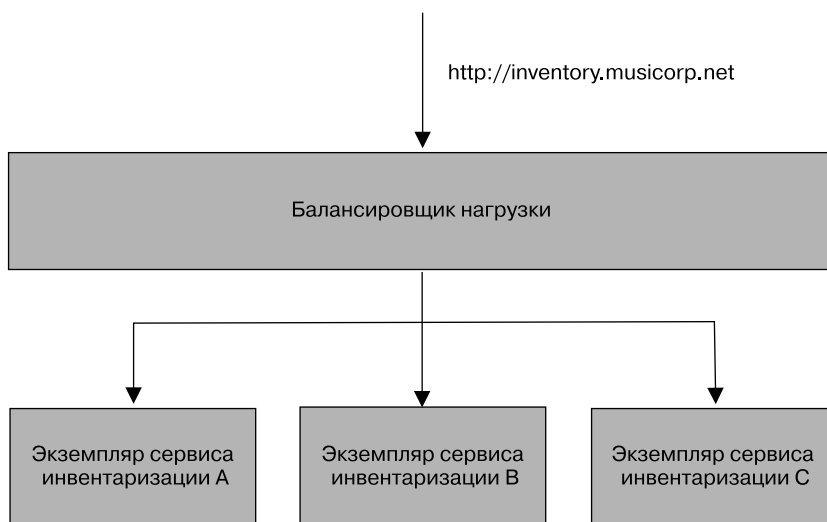 http://inventory.musicorp.net
Балансировщик нагрузки
Экземпляр сервиса
инвентаризации A
Экземпляр сервиса
инвентаризации B
Экземпляр сервиса
инвентаризации C